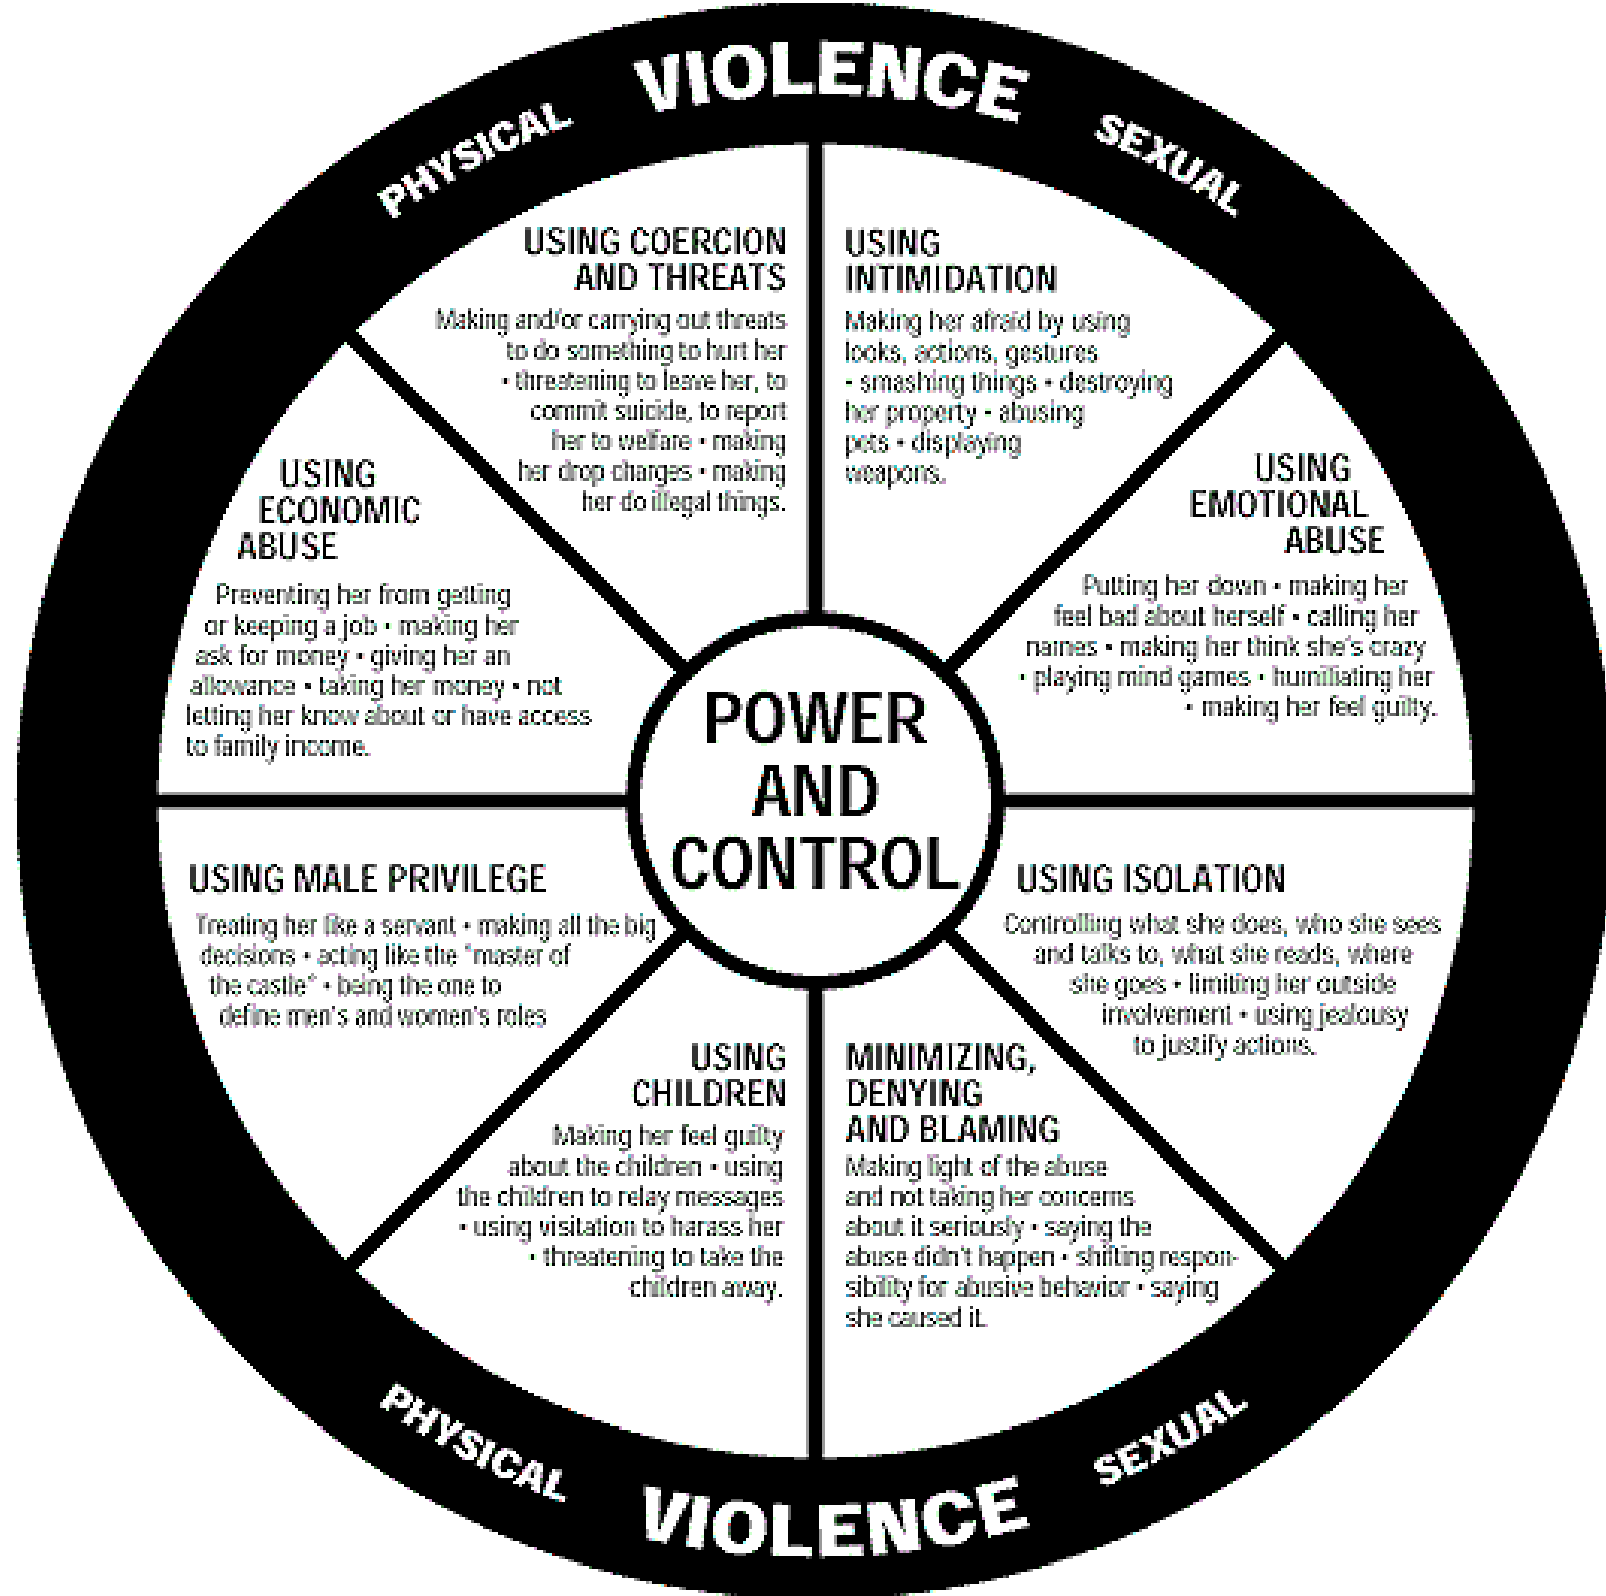 PHYSICAL VIOLENCE SEXUAL
USING COERCION
AND THREATS
Making and/or carrying out threats
to do something to hurt her
• threatening to leave her, to
commit suicide, to report
her to welfare • making
her drop charges • making
her do illegal things.
USING
INTIMIDATION
Making her afraid by using
looks, actions, gestures
• smashing things • destroying
her property • abusing
pets • displaying
weapons.
USING
EMOTIONAL
ABUSE
Putting her down • making her
feel bad about herself • calling her
names • making her think she's crazy
• playing mind games • humiliating her
• making her feel guilty.
USING ISOLATION
Controlling what she does, who she sees
and talks to, what she reads, where
she goes • limiting her outside
involvement • using jealousy
to justify actions.
MINIMIZING,
DENYING
AND BLAMING
Making light of the abuse
and not taking her concerns
about it seriously • saying the
abuse didn't happen • shifting respon-
sibility for abusive behavior • saying
she caused it.
USING
CHILDREN
Making her feel guilty
about the children • using
the children to relay messages
• using visitation to harass her
• threatening to take the
children away.
USING MALE PRIVILEGE
Treating her like a servant • making all the big
decisions • acting like the "master of
the castle" • being the one to
define men's and women's roles
USING
ECONOMIC
ABUSE
Preventing her from getting
or keeping a job • making her
ask for money • giving her an
allowance • taking her money • not
letting her know about or have access
to family income.
POWER
AND
CONTROL
PHYSICAL VIOLENCE SEXUAL